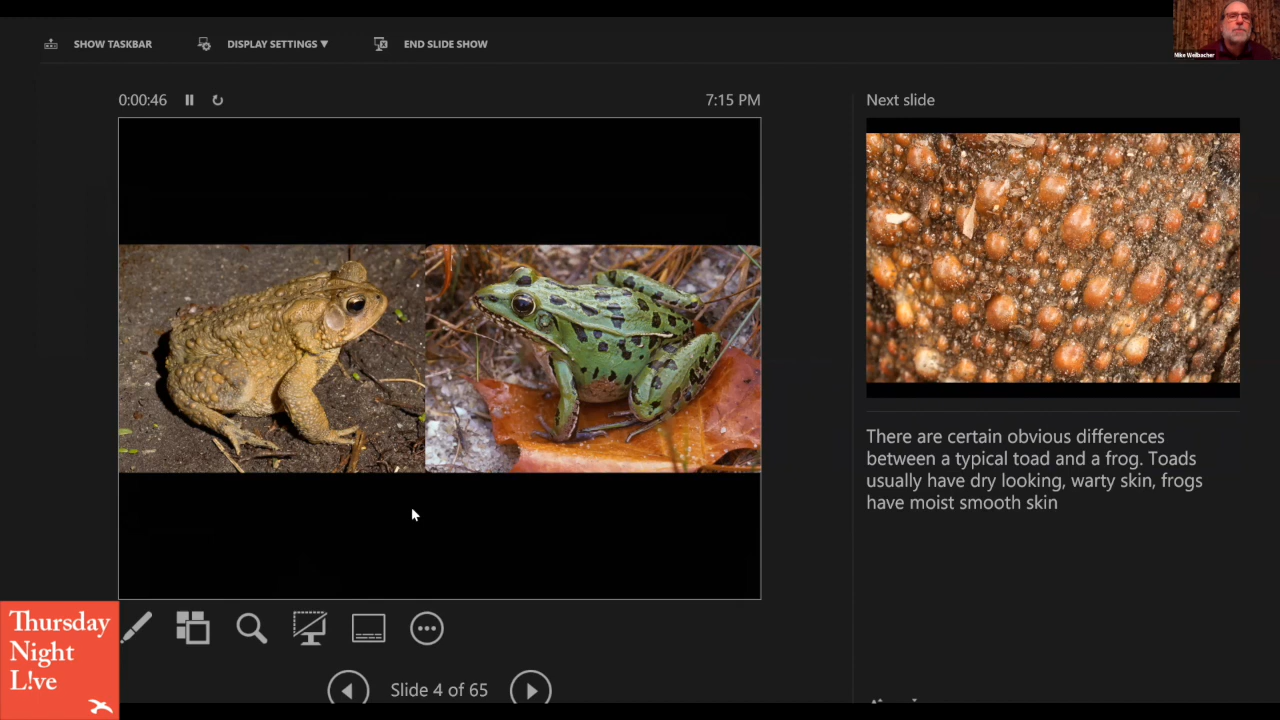 SHOW TASKBAR
DISPLAY SETTINGS ▼
END SLIDE SHOW
Mike Weilbacher
0:00:46
7:15 PM
Next slide
There are certain obvious differences
between a typical toad and a frog. Toads
usually have dry looking, warty skin, frogs
have moist smooth skin
Thursday
Night
L!ve
Slide 4 of 65